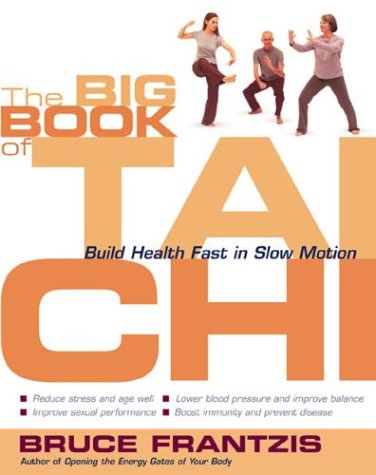 The BIG
BOOK
of TAI
Build Health Fast in Slow Motion
CHI
■ Reduce stress and age well ■ Lower blood pressure and improve balance
■ Improve sexual performance ■ Boost immunity and prevent disease
BRUCE FRANTZIS
Author of Opening the Energy Gates of Your Body